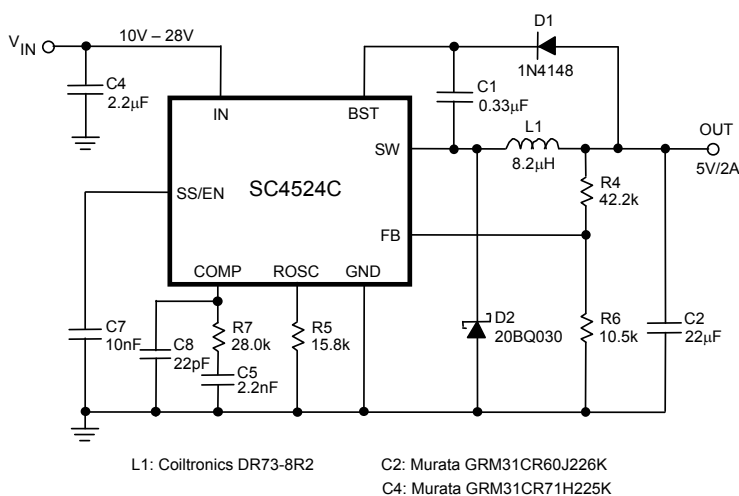 V IN
10V – 28V
C4
2.2μF
D1
1N4148
C1
0.33μF
IN
BST
SW
L1
8.2μH
OUT
5V/2A
SS/EN
SC4524C
R4
42.2k
FB
COMP
ROSC
GND
C7
10nF
C8
22pF
R7
28.0k
C5
2.2nF
R5
15.8k
D2
20BQ030
R6
10.5k
C2
22μF
L1: Coiltronics DR73-8R2
C2: Murata GRM31CR60J226K
C4: Murata GRM31CR71H225K